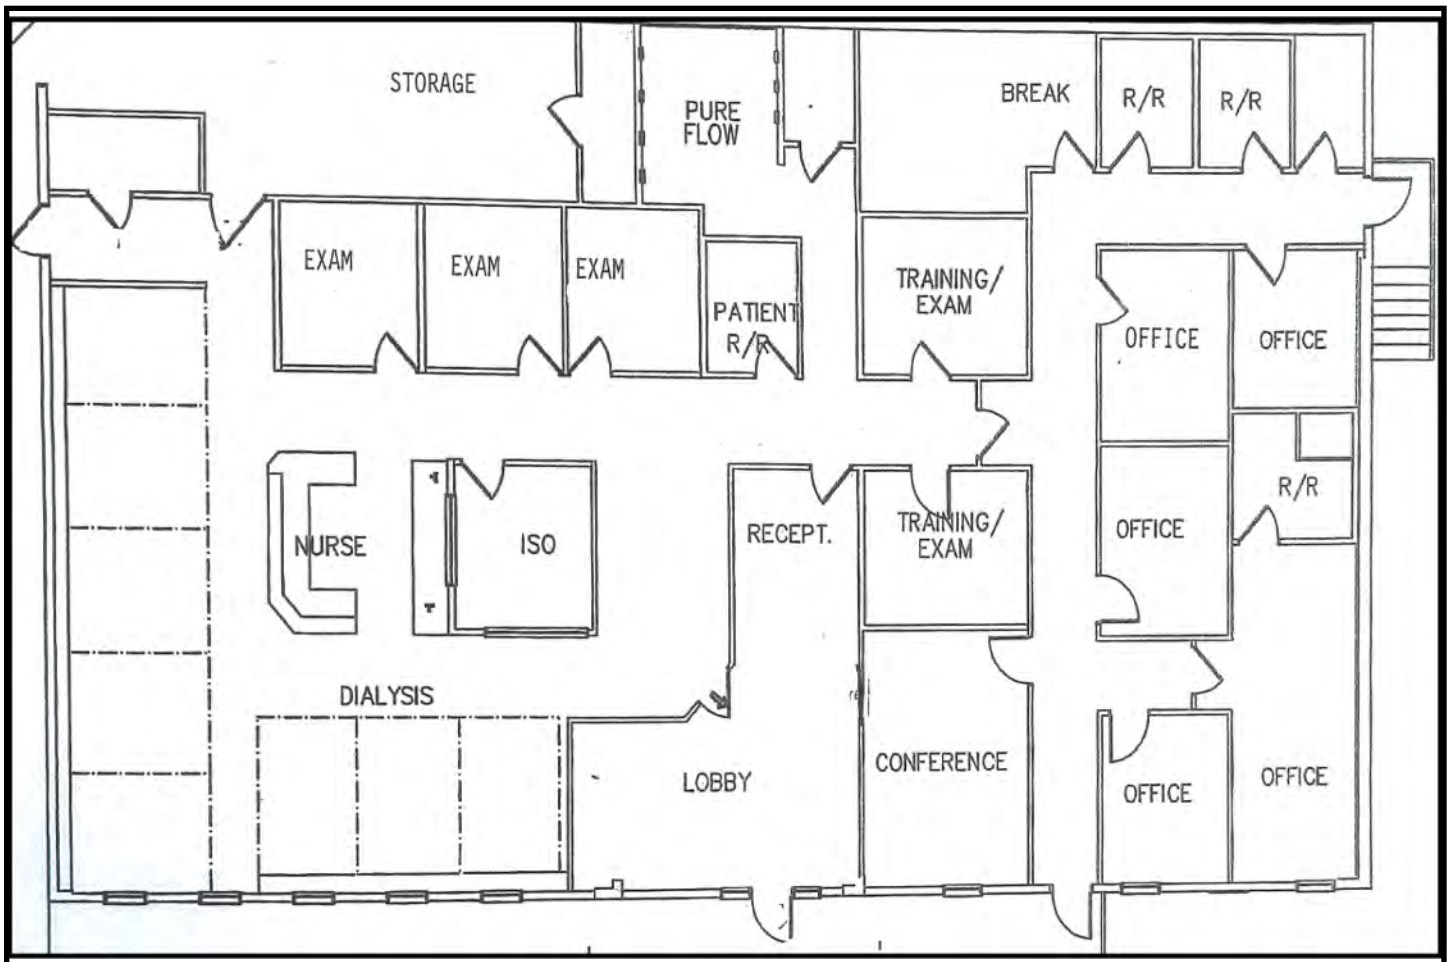 STORAGE
PURE
FLOW
BREAK
R/R
R/R
EXAM
EXAM
EXAM
PATIENT
R/R
TRAINING/
EXAM
OFFICE
OFFICE
NURSE
ISO
RECEPT.
TRAINING/
EXAM
OFFICE
R/R
DIALYSIS
LOBBY
CONFERENCE
OFFICE
OFFICE